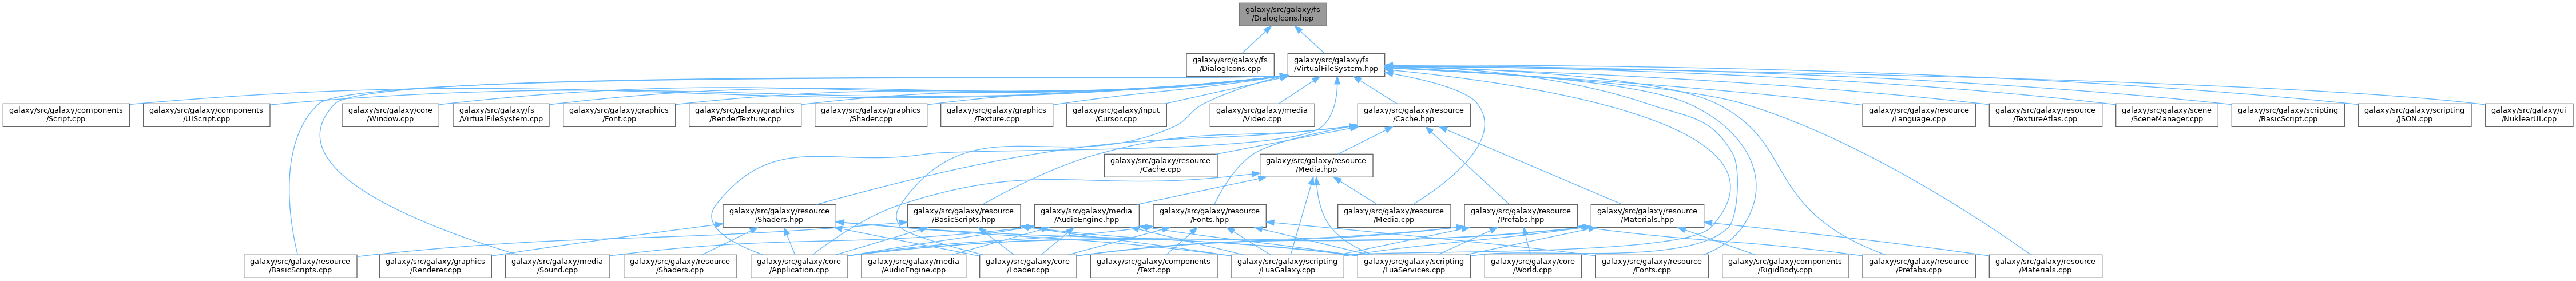 galaxy/src/galaxy/fs
/DialogIcons.hpp
galaxy/src/galaxy/fs
/DialogIcons.cpp
galaxy/src/galaxy/fs
/VirtualFileSystem.hpp
galaxy/src/galaxy/components
/Script.cpp
galaxy/src/galaxy/components
/UIScript.cpp
galaxy/src/galaxy/core
/Window.cpp
galaxy/src/galaxy/fs
/VirtualFileSystem.cpp
galaxy/src/galaxy/graphics
/Font.cpp
galaxy/src/galaxy/graphics
/RenderTexture.cpp
galaxy/src/galaxy/graphics
/Shader.cpp
galaxy/src/galaxy/graphics
/Texture.cpp
galaxy/src/galaxy/input
/Cursor.cpp
galaxy/src/galaxy/media
/Video.cpp
galaxy/src/galaxy/resource
/Cache.hpp
galaxy/src/galaxy/resource
/Language.cpp
galaxy/src/galaxy/resource
/TextureAtlas.cpp
galaxy/src/galaxy/scene
/SceneManager.cpp
galaxy/src/galaxy/scripting
/BasicScript.cpp
galaxy/src/galaxy/scripting
/JSON.cpp
galaxy/src/galaxy/ui
/NuklearUI.cpp
galaxy/src/galaxy/resource
/Cache.cpp
galaxy/src/galaxy/resource
/Media.hpp
galaxy/src/galaxy/resource
/Shaders.hpp
galaxy/src/galaxy/resource
/BasicScripts.hpp
galaxy/src/galaxy/media
/AudioEngine.hpp
galaxy/src/galaxy/resource
/Fonts.hpp
galaxy/src/galaxy/resource
/Media.cpp
galaxy/src/galaxy/resource
/Prefabs.hpp
galaxy/src/galaxy/resource
/Materials.hpp
galaxy/src/galaxy/resource
/BasicScripts.cpp
galaxy/src/galaxy/graphics
/Renderer.cpp
galaxy/src/galaxy/media
/Sound.cpp
galaxy/src/galaxy/resource
/Shaders.cpp
galaxy/src/galaxy/core
/Application.cpp
galaxy/src/galaxy/media
/AudioEngine.cpp
galaxy/src/galaxy/core
/Loader.cpp
galaxy/src/galaxy/components
/Text.cpp
galaxy/src/galaxy/scripting
/LuaGalaxy.cpp
galaxy/src/galaxy/scripting
/LuaServices.cpp
galaxy/src/galaxy/core
/World.cpp
galaxy/src/galaxy/resource
/Fonts.cpp
galaxy/src/galaxy/components
/RigidBody.cpp
galaxy/src/galaxy/resource
/Prefabs.cpp
galaxy/src/galaxy/resource
/Materials.cpp